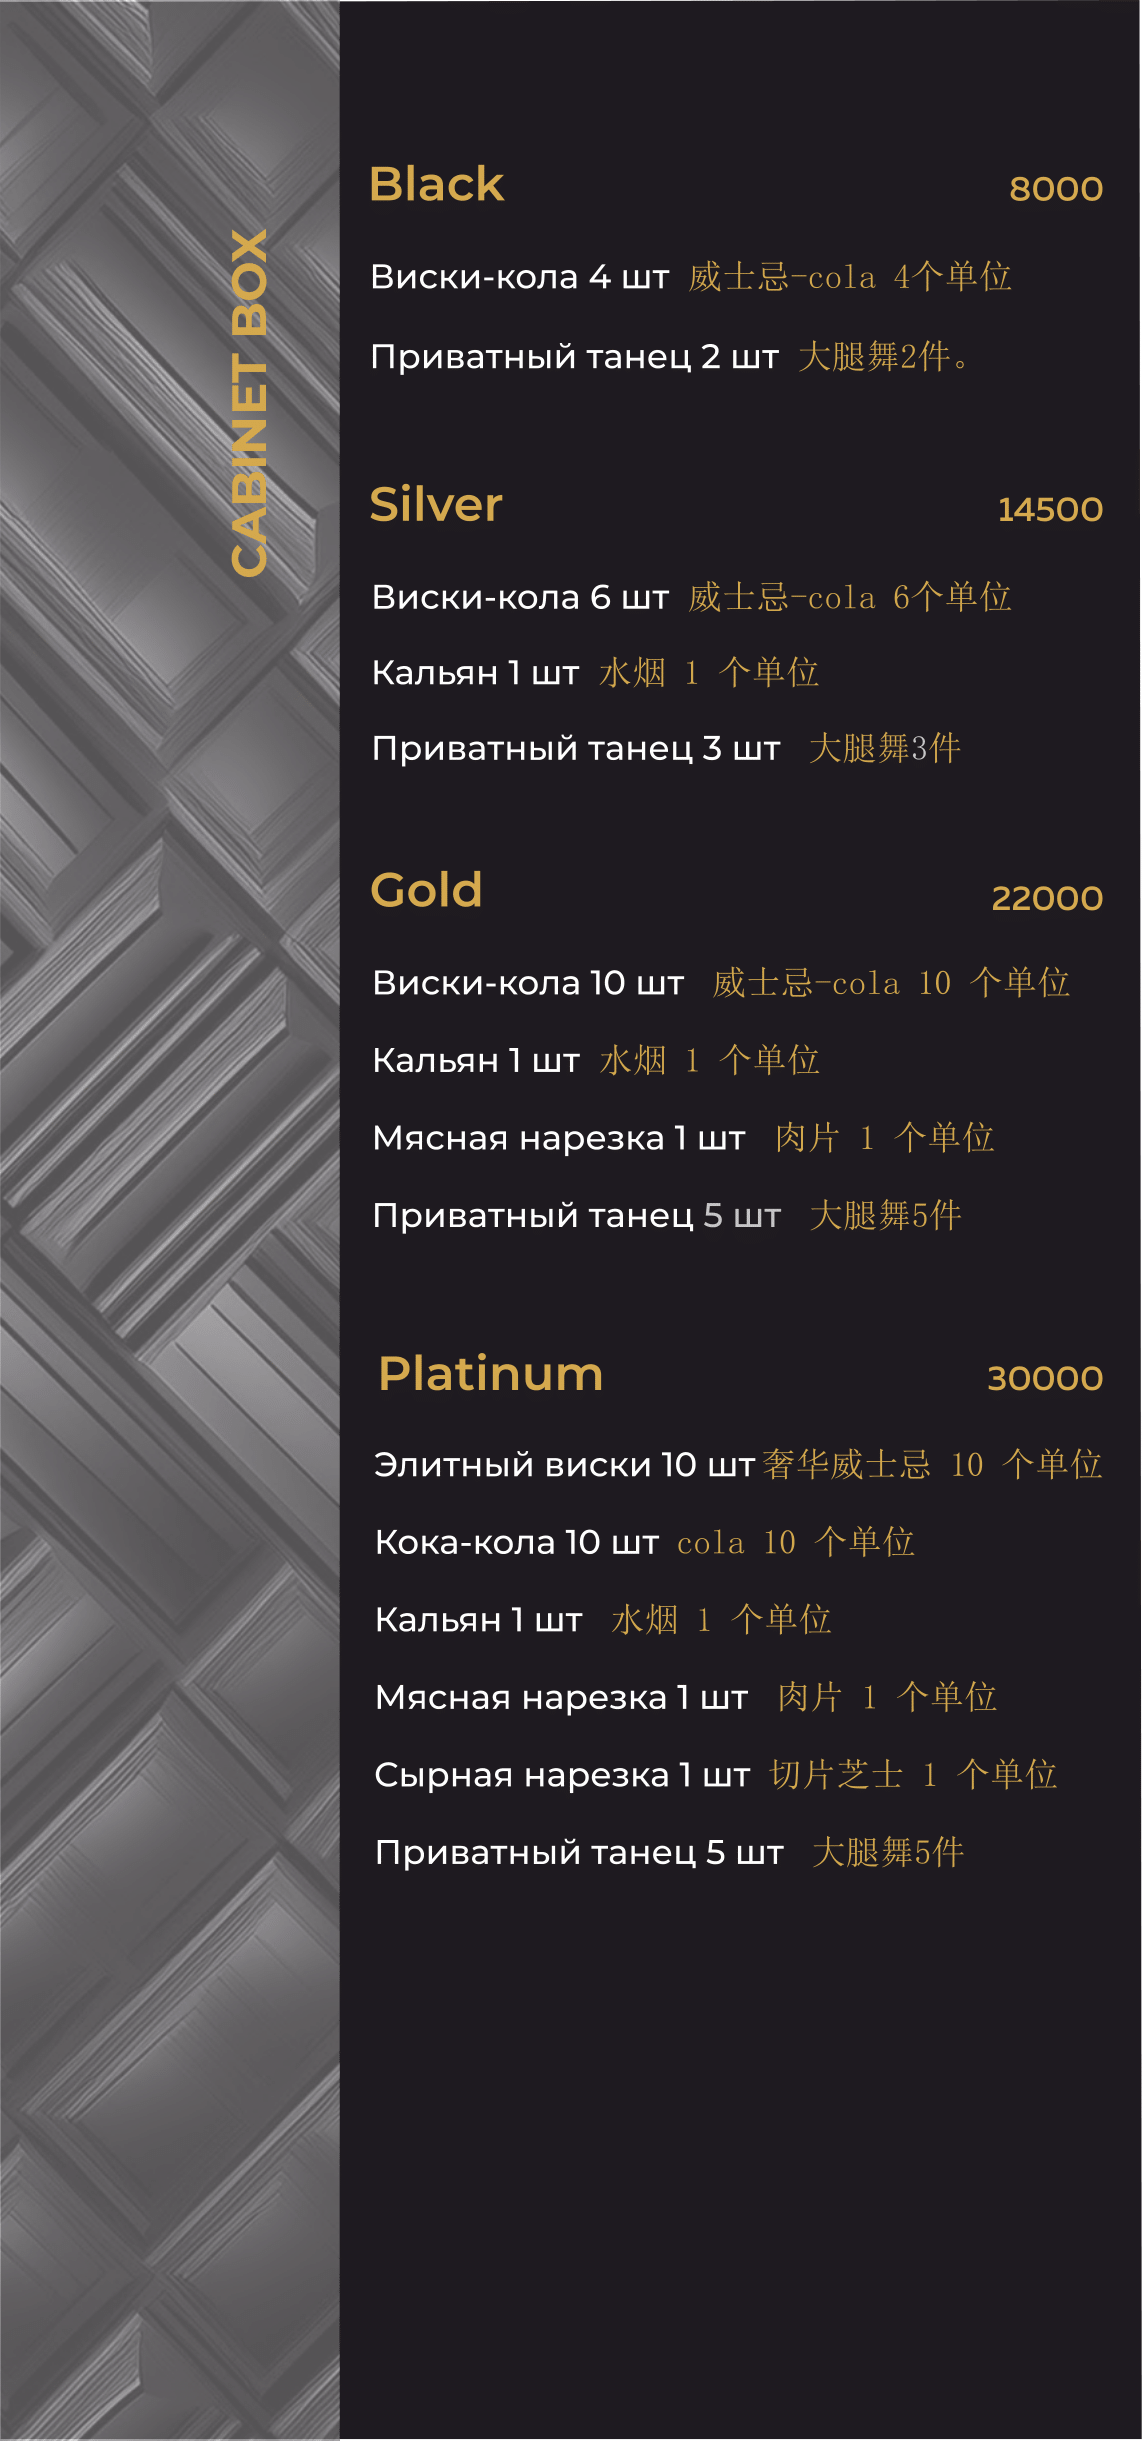 CABINET BOX
Black 8000
Виски-кола 4 шт 威士忌-cola 4个单位
Приватный танец 2 шт 大腿舞2件。
Silver 14500
Виски-кола 6 шт 威士忌-cola 6个单位
Кальян 1 шт 水烟 1 个单位
Приватный танец 3 шт 大腿舞3件
Gold 22000
Виски-кола 10 шт 威士忌-cola 10 个单位
Кальян 1 шт 水烟 1 个单位
Мясная нарезка 1 шт 肉片 1 个单位
Приватный танец 5 шт 大腿舞5件
Platinum 30000
Элитный виски 10 шт 奢华威士忌 10 个单位
Кока-кола 10 шт cola 10 个单位
Кальян 1 шт 水烟 1 个单位
Мясная нарезка 1 шт 肉片 1 个单位
Сырная нарезка 1 шт 切片芝士 1 个单位
Приватный танец 5 шт 大腿舞5件